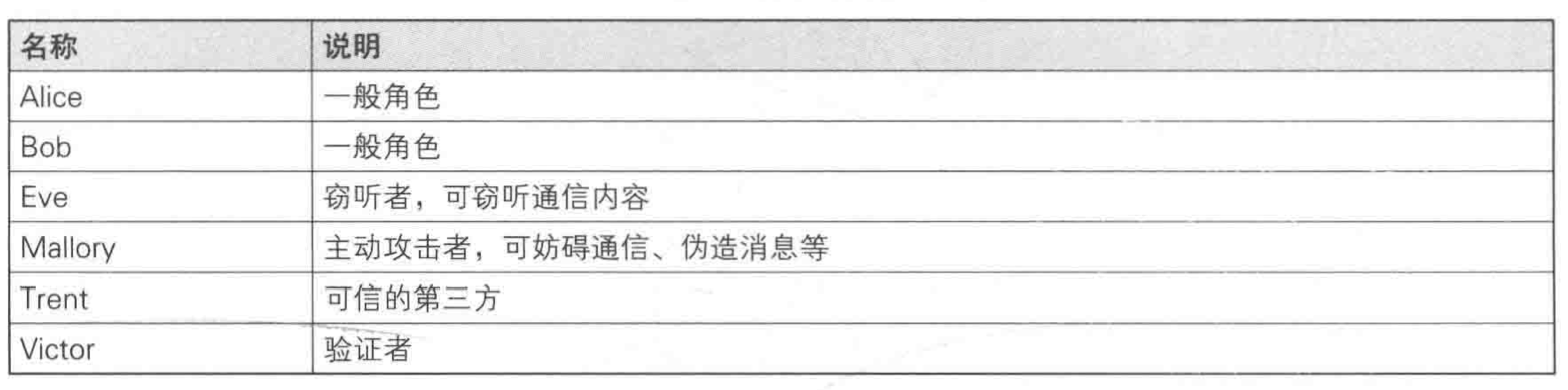 名称 说明
Alice 一般角色
Bob 一般角色
Eve 窃听者，可窃听通信内容
Mallory 主动攻击者，可妨碍通信、伪造消息等
Trent 可信的第三方
Victor 验证者